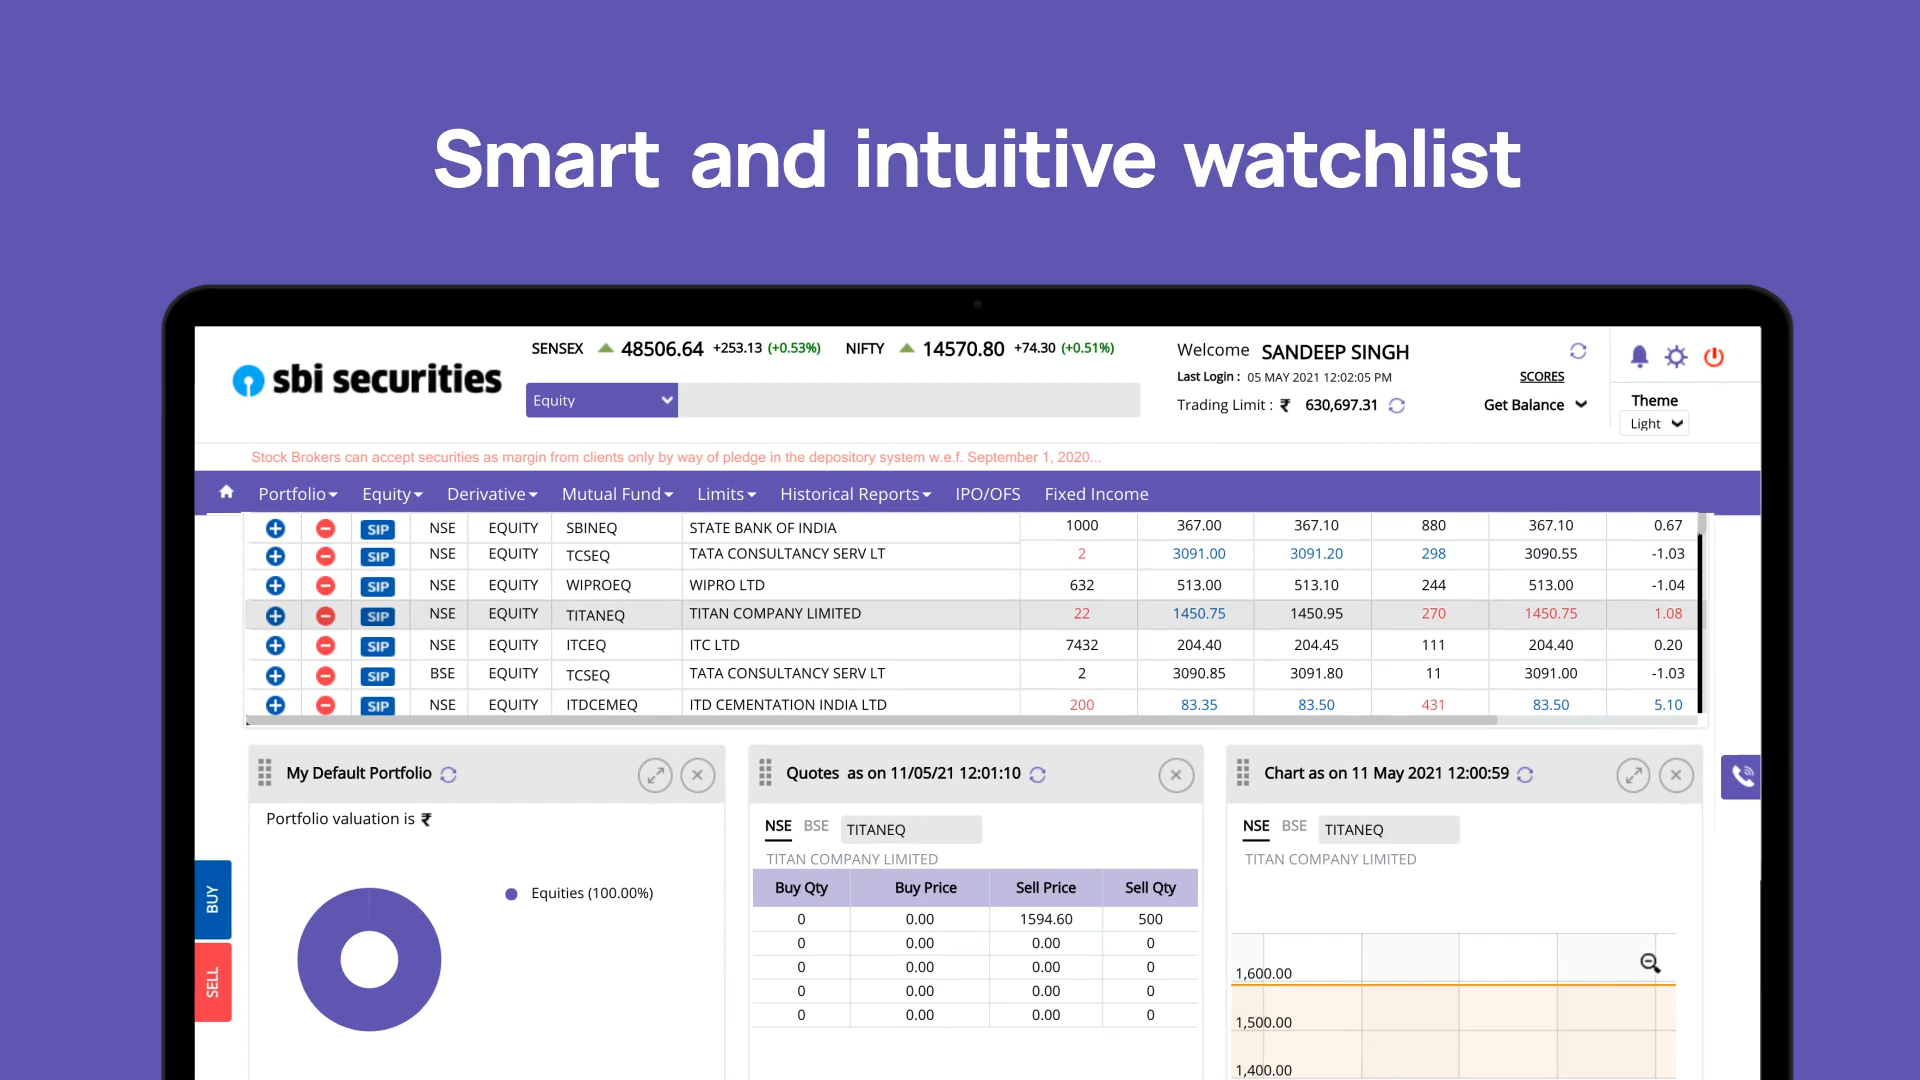 Smart and intuitive watchlist
sbi securities
SENSEX 48506.64 +253.13 (+0.53%) NIFTY 14570.80 +74.30 (+0.51%)
Equity
Welcome SANDEEP SINGH
Last Login : 05 MAY 2021 12:02:05 PM
SCORES
Trading Limit : ₹ 630,697.31
Get Balance
Theme
Light
Stock Brokers can accept securities as margin from clients only by way of pledge in the depository system w.e.f. September 1, 2020...
Portfolio Equity Derivative Mutual Fund Limits Historical Reports IPO/OFS Fixed Income
SIP NSE EQUITY SBINEQ STATE BANK OF INDIA 1000 367.00 367.10 880 367.10 0.67
SIP NSE EQUITY TCSEQ TATA CONSULTANCY SERV LT 2 3091.00 3091.20 298 3090.55 -1.03
SIP NSE EQUITY WIPROEQ WIPRO LTD 632 513.00 513.10 244 513.00 -1.04
SIP NSE EQUITY TITANEQ TITAN COMPANY LIMITED 22 1450.75 1450.95 270 1450.75 1.08
SIP NSE EQUITY ITCEQ ITC LTD 7432 204.40 204.45 111 204.40 0.20
SIP BSE EQUITY TCSEQ TATA CONSULTANCY SERV LT 2 3090.85 3091.80 11 3091.00 -1.03
SIP NSE EQUITY ITDCEMEQ ITD CEMENTATION INDIA LTD 200 83.35 83.50 431 83.50 5.10
My Default Portfolio
Portfolio valuation is ₹
Equities (100.00%)
BUY
SELL
Quotes as on 11/05/21 12:01:10
NSE BSE TITANEQ
TITAN COMPANY LIMITED
Buy Qty Buy Price Sell Price Sell Qty
0 0.00 1594.60 500
0 0.00 0.00 0
0 0.00 0.00 0
0 0.00 0.00 0
0 0.00 0.00 0
Chart as on 11 May 2021 12:00:59
NSE BSE TITANEQ
TITAN COMPANY LIMITED
1,600.00
1,500.00
1,400.00